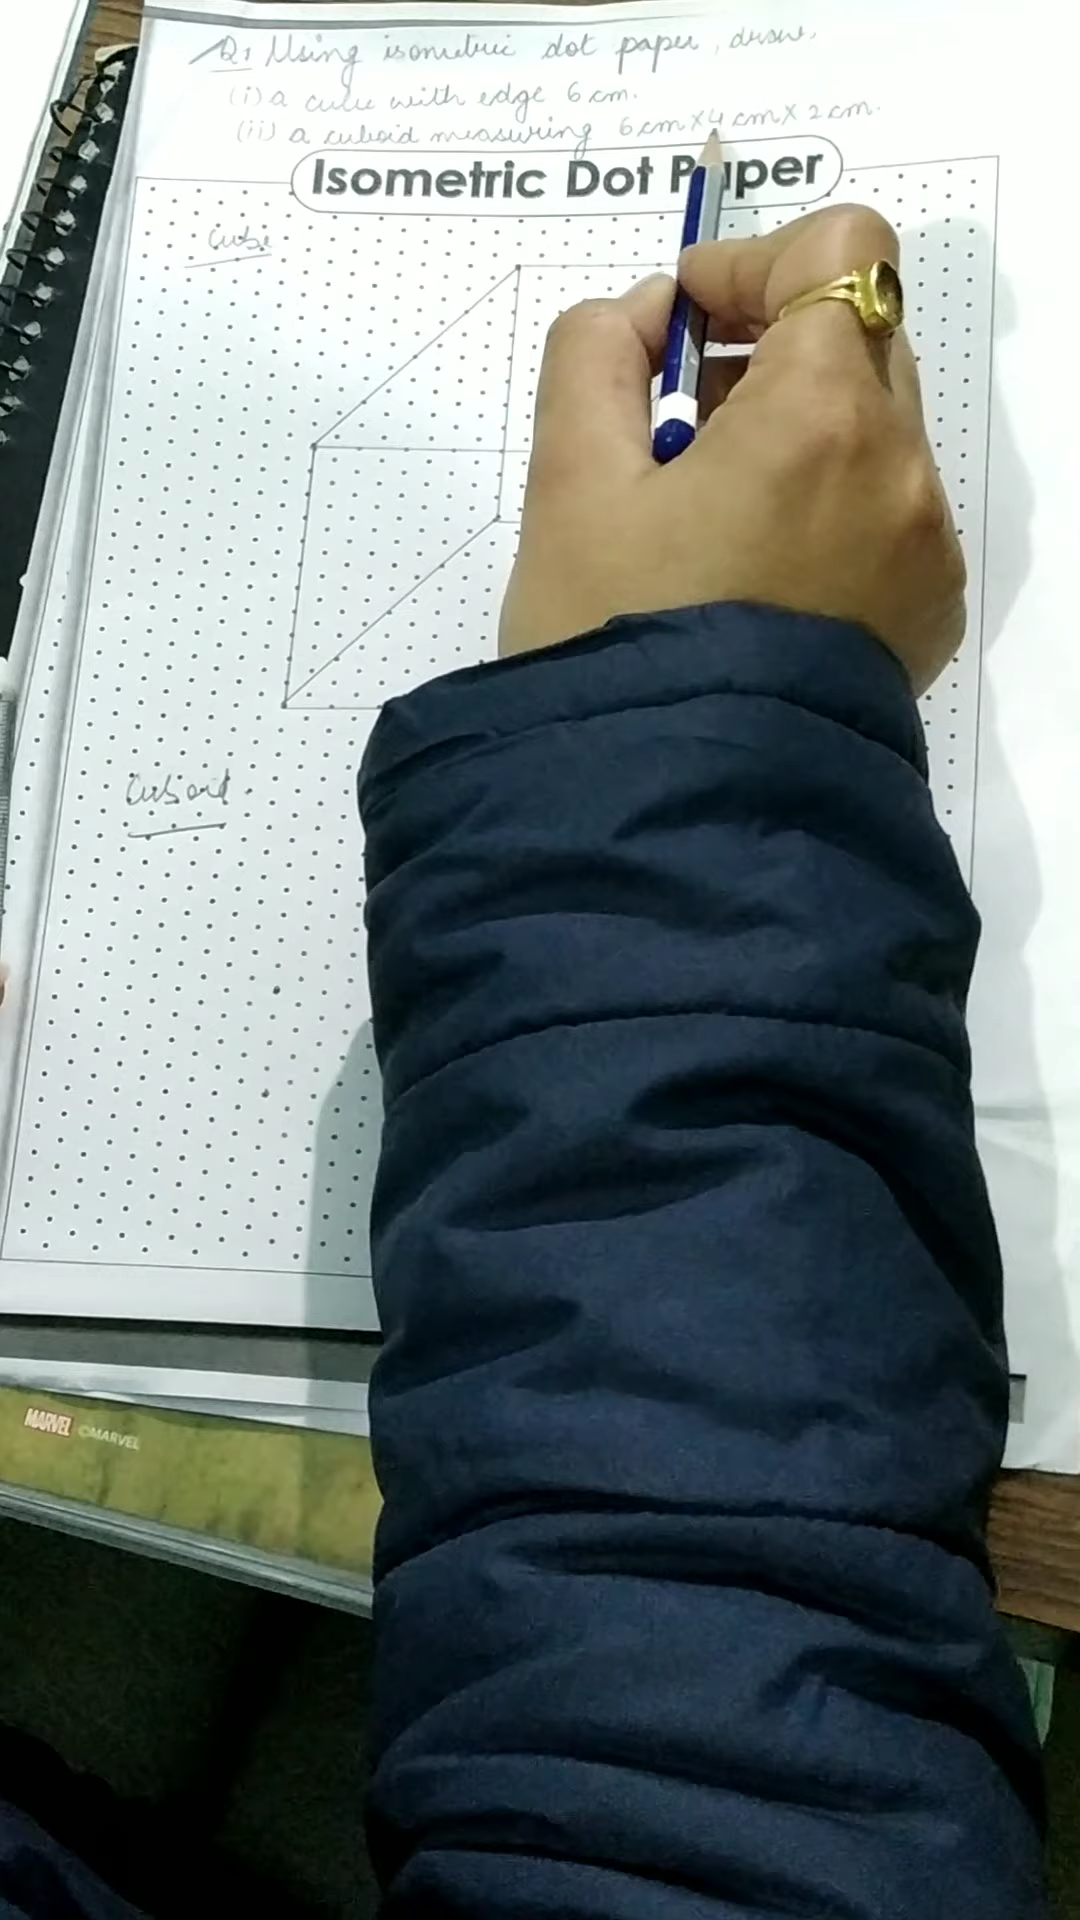 Q1 Using isometric dot paper, draw,
(i) a cube with edge 6 cm.
(ii) a cuboid measuring 6 cm x 4 cm x 2 cm.
Isometric Dot Paper
Cube
Cuboid
MARVEL ©MARVEL